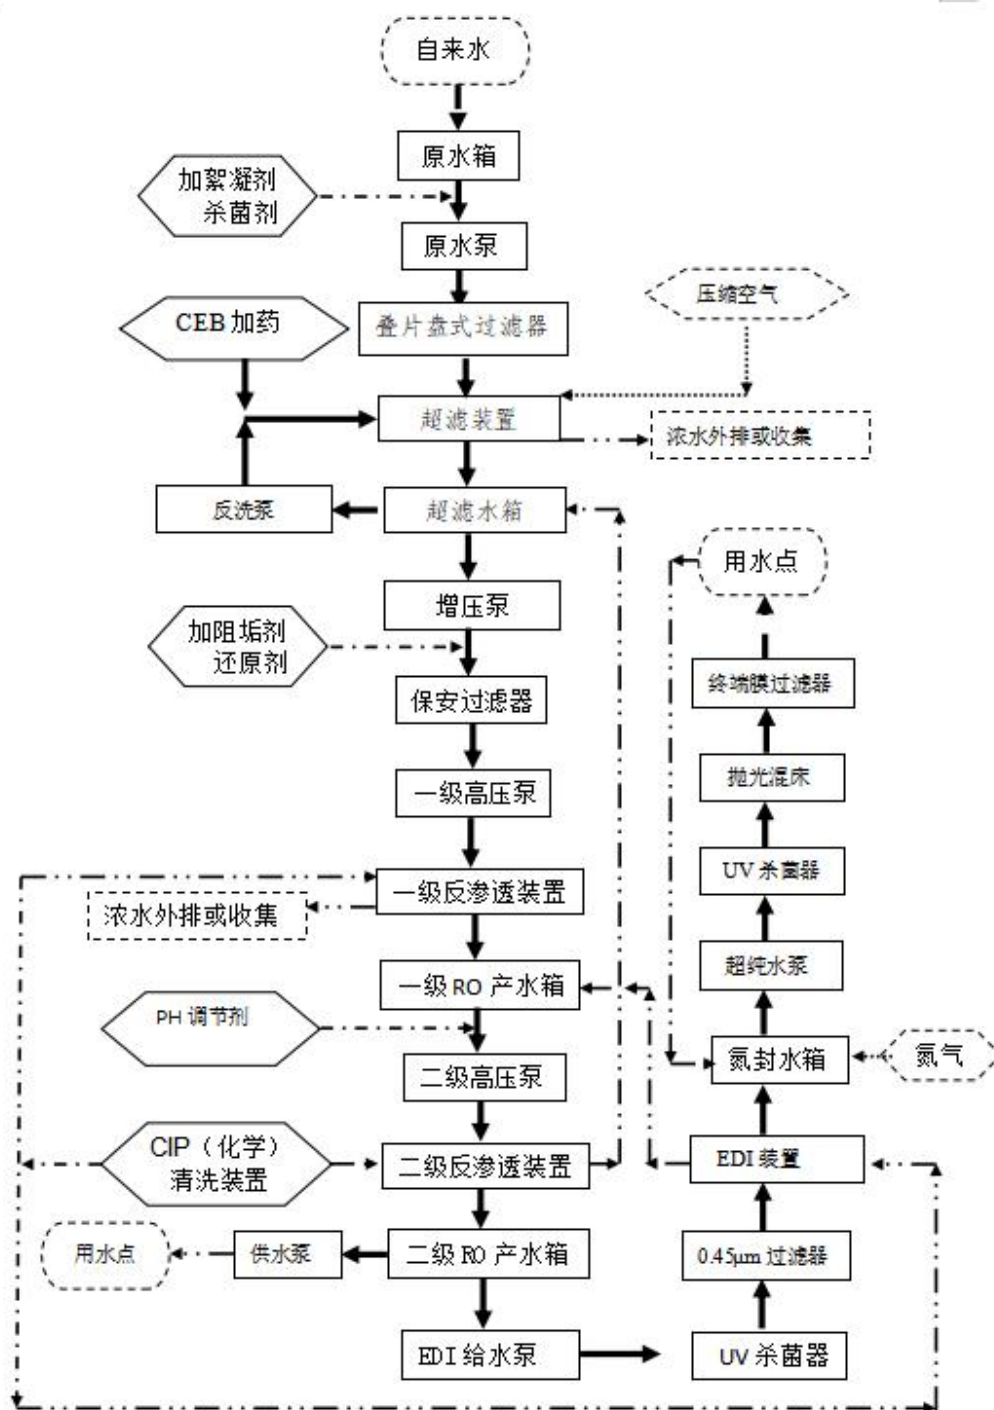 自来水
原水箱
加絮凝剂
杀菌剂
原水泵
压缩空气
CEB 加药
叠片盘式过滤器
超滤装置
浓水外排或收集
反洗泵
超滤水箱
用水点
增压泵
加阻垢剂
还原剂
终端膜过滤器
保安过滤器
抛光混床
一级高压泵
UV 杀菌器
一级反渗透装置
浓水外排或收集
超纯水泵
一级 RO 产水箱
PH 调节剂
氮封水箱
氮气
二级高压泵
CIP（化学）
清洗装置
二级反渗透装置
EDI 装置
用水点
供水泵
二级 RO 产水箱
0.45μm 过滤器
EDI 给水泵
UV 杀菌器